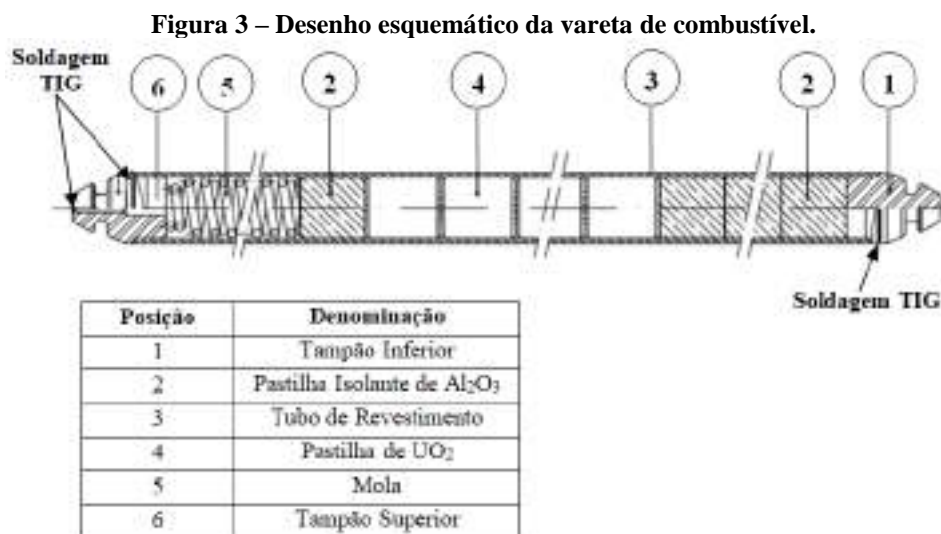 Figura 3 – Desenho esquemático da vareta de combustível.
Soldagem
TIG
6 5 2 4 3 2 1
Soldagem TIG
Posição Denominação
1 Tampão Inferior
2 Pastilha Isolante de Al2O3
3 Tubo de Revestimento
4 Pastilha de UO2
5 Mola
6 Tampão Superior